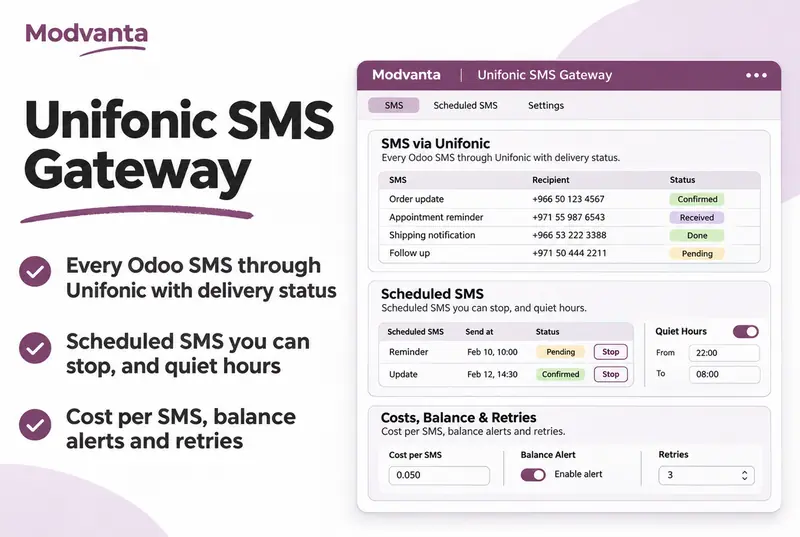 Modvanta
Unifonic SMS
Gateway
Every Odoo SMS through
Unifonic with delivery status
Scheduled SMS you can
stop, and quiet hours
Cost per SMS, balance
alerts and retries
Modvanta | Unifonic SMS Gateway
SMS Scheduled SMS Settings
SMS via Unifonic
Every Odoo SMS through Unifonic with delivery status.
SMS Recipient Status
Order update +966 50 123 4567 Confirmed
Appointment reminder +971 55 987 6543 Received
Shipping notification +966 53 222 3388 Done
Follow up +971 50 444 2211 Pending
Scheduled SMS
Scheduled SMS you can stop, and quiet hours.
Scheduled SMS Send at Status
Reminder Feb 10, 10:00 Pending Stop
Update Feb 12, 14:30 Confirmed Stop
Quiet Hours
From 22:00
To 08:00
Costs, Balance & Retries
Cost per SMS, balance alerts and retries.
Cost per SMS Balance Alert Retries
0.050 Enable alert 3